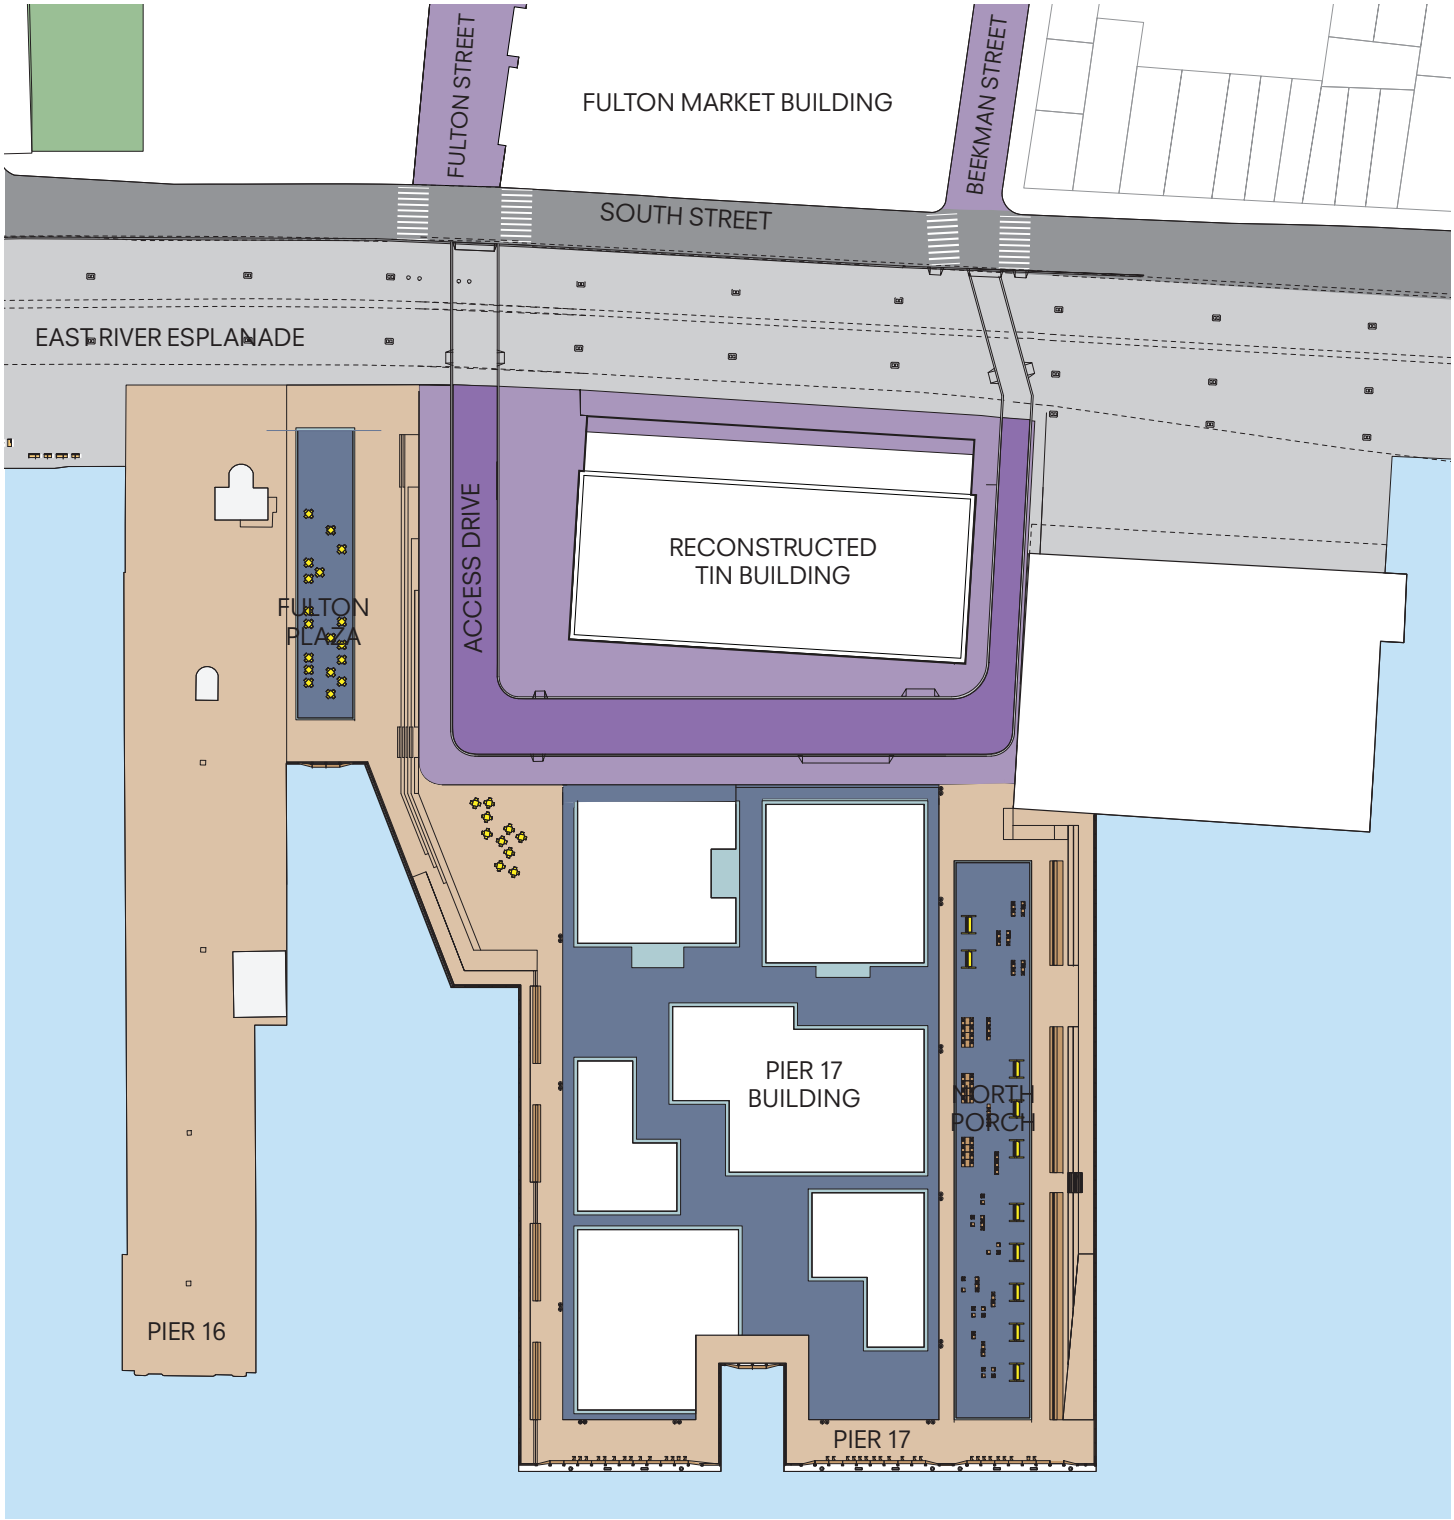 FULTON STREET
FULTON MARKET BUILDING
BEEKMAN STREET
SOUTH STREET
EAST RIVER ESPLANADE
ACCESS DRIVE
RECONSTRUCTED
TIN BUILDING
FULTON
PLAZA
PIER 17
BUILDING
NORTH
PORCH
PIER 16
PIER 17